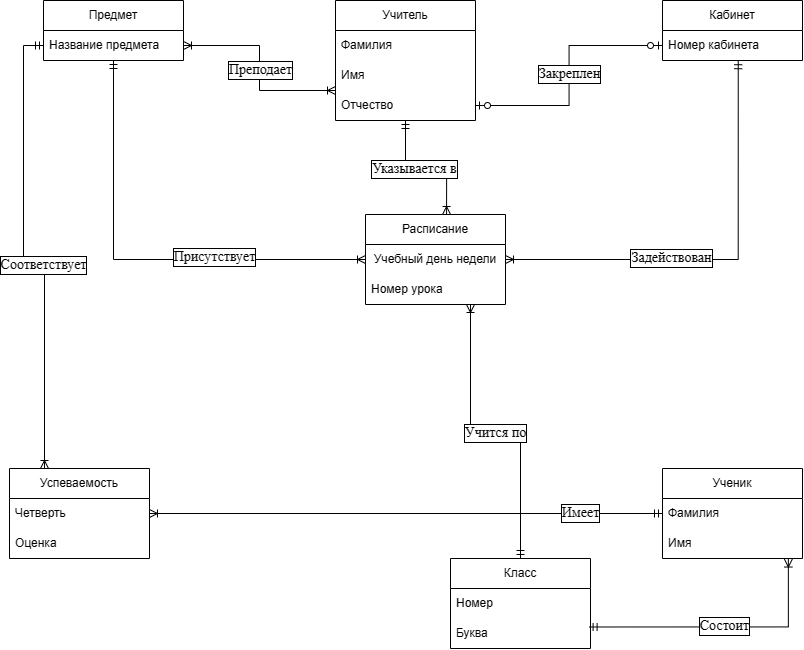 Предмет
Название предмета
Учитель
Фамилия
Имя
Отчество
Кабинет
Номер кабинета
Преподает
Закреплен
Указывается в
Расписание
Учебный день недели
Номер урока
Соответствует
Присутствует
Задействован
Учится по
Успеваемость
Четверть
Оценка
Имеет
Ученик
Фамилия
Имя
Класс
Номер
Буква
Состоит